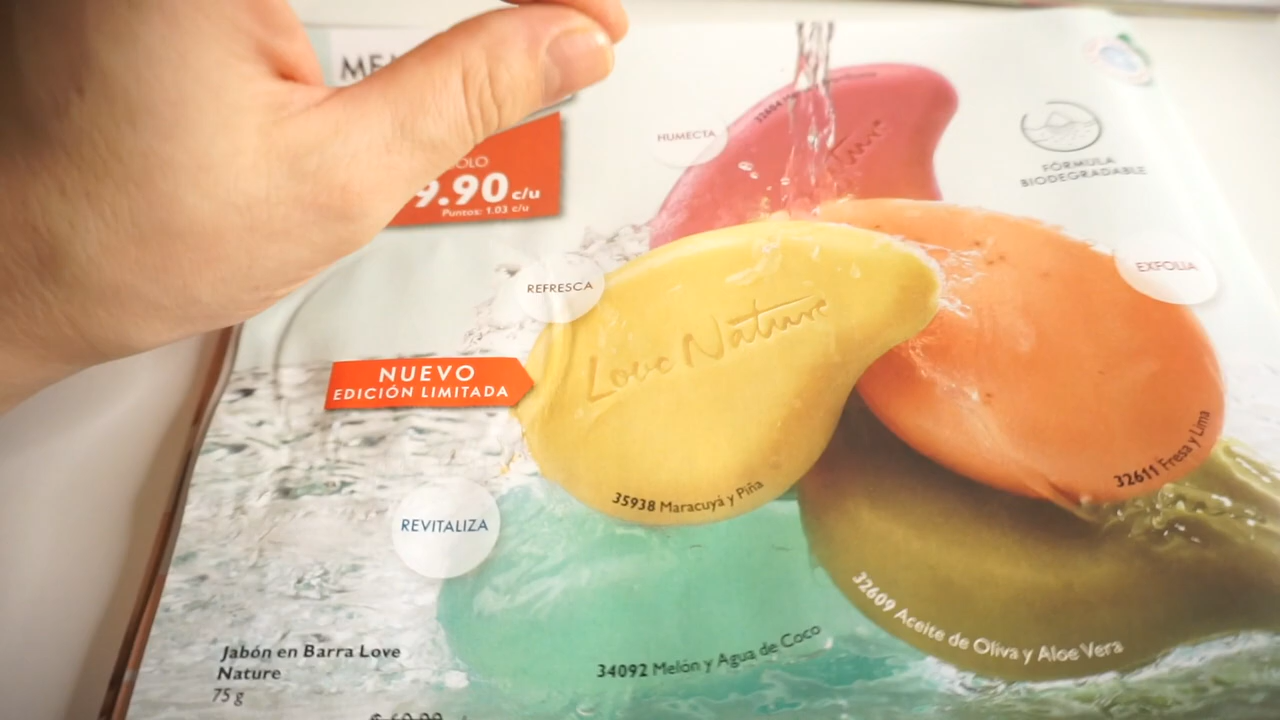 9.90 c/u
Puntos: 1.03 c/u
HUMECTA
FÓRMULA
BIODEGRADABLE
EXFOLIA
REFRESCA
Love Nature
NUEVO
EDICIÓN LIMITADA
32611 Fresa y Lima
35938 Maracuyá y Piña
REVITALIZA
32609 Aceite de Oliva y Aloe Vera
34092 Melón y Agua de Coco
Jabón en Barra Love
Nature
75 g